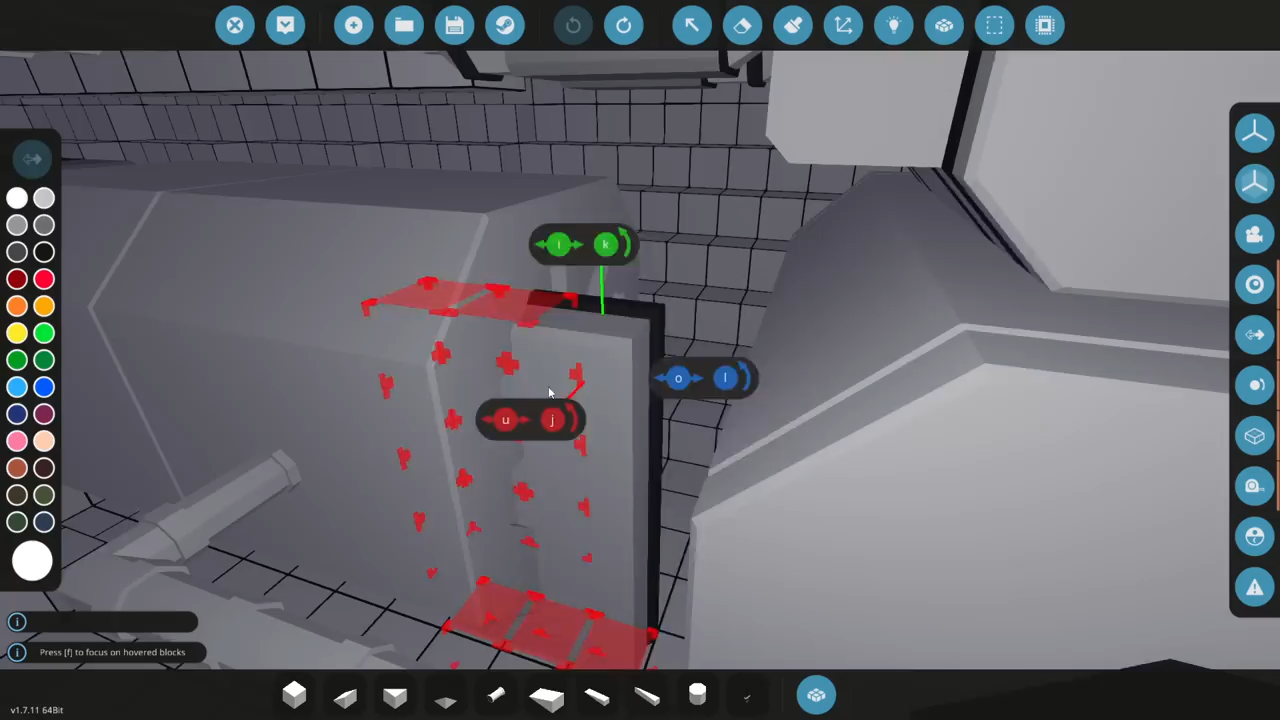 i k
o l
u j
Press [f] to focus on hovered blocks
v1.7.11 64Bit